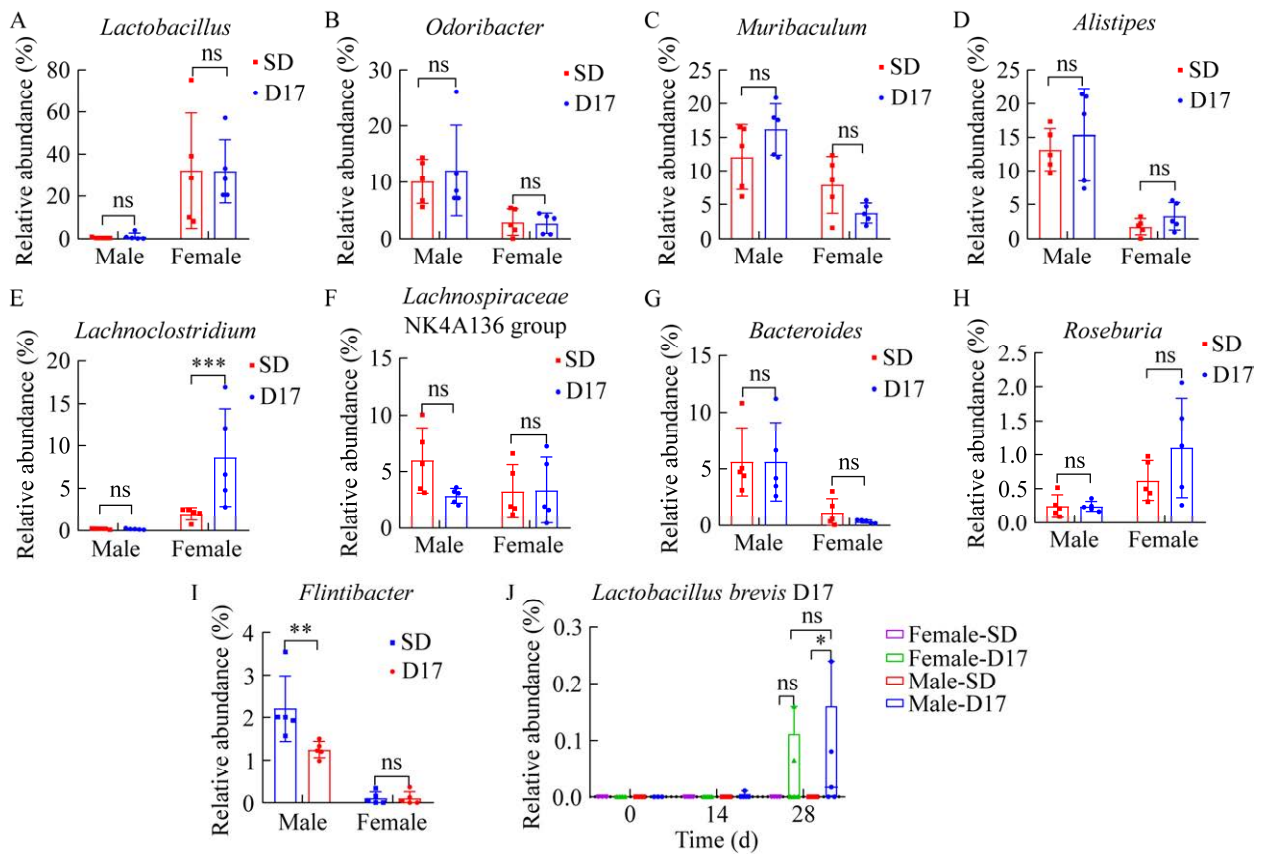 A
Lactobacillus
Relative abundance (%)
80
60
40
20
0
ns
ns
SD
D17
Male
Female
B
Odoribacter
Relative abundance (%)
30
20
10
0
ns
ns
SD
D17
Male
Female
C
Muribaculum
Relative abundance (%)
25
20
15
10
5
0
ns
ns
SD
D17
Male
Female
D
Alistipes
Relative abundance (%)
25
20
15
10
5
0
ns
ns
SD
D17
Male
Female
E
Lachnoclostridium
Relative abundance (%)
20
15
10
5
0
ns
***
SD
D17
Male
Female
F
Lachnospiraceae
NK4A136 group
Relative abundance (%)
15
10
5
0
ns
ns
SD
D17
Male
Female
G
Bacteroides
Relative abundance (%)
15
10
5
0
ns
ns
SD
D17
Male
Female
H
Roseburia
Relative abundance (%)
2.5
2.0
1.5
1.0
0.5
0.0
ns
ns
SD
D17
Male
Female
I
Flintibacter
Relative abundance (%)
4
3
2
1
0
**
ns
SD
D17
Male
Female
J
Lactobacillus brevis D17
Relative abundance (%)
0.3
0.2
0.1
0.0
ns
*
ns
Female-SD
Female-D17
Male-SD
Male-D17
0
14
28
Time (d)